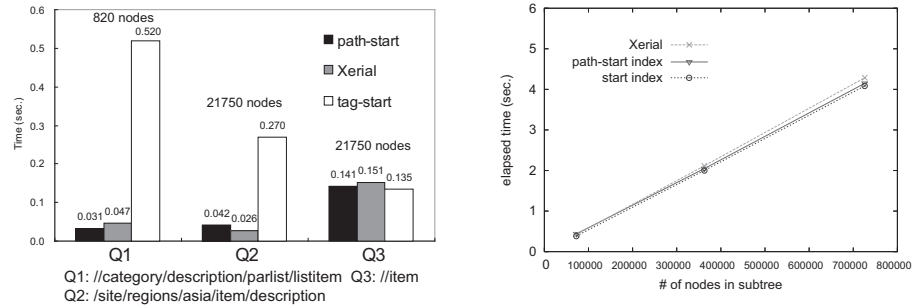 820 nodes
0.520
path-start
Xerial
tag-start
21750 nodes
0.270
21750 nodes
0.031
0.047
0.042
0.026
0.141
0.151
0.135
Time (sec.)
0.6
0.5
0.4
0.3
0.2
0.1
0.0
Q1
Q2
Q3
Q1: //category/description/parlist/listitem Q3: //item
Q2: /site/regions/asia/item/description
Xerial
path-start index
start index
elapsed time (sec.)
6
5
4
3
2
1
0
0
100000
200000
300000
400000
500000
600000
700000
800000
# of nodes in subtree